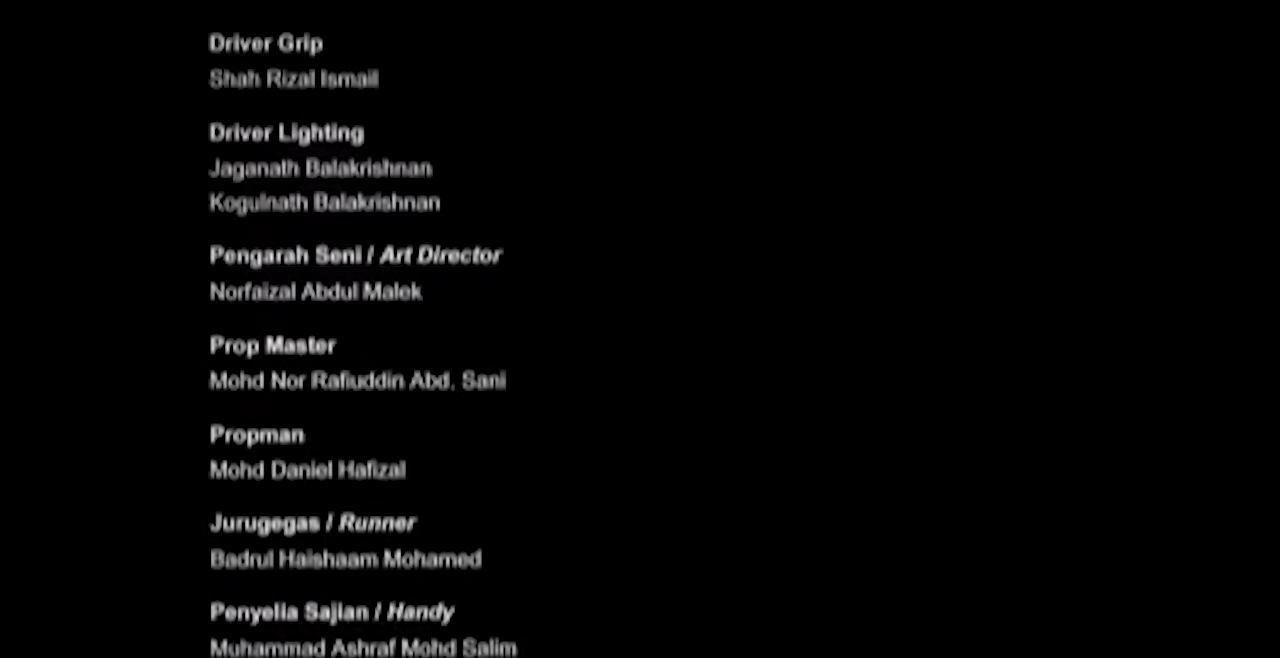 Driver Grip
Shah Rizal Ismail
Driver Lighting
Jaganath Balakrishnan
Kogulnath Balakrishnan
Pengarah Seni / Art Director
Norfaizal Abdul Malek
Prop Master
Mohd Nor Rafiuddin Abd. Sani
Propman
Mohd Daniel Hafizal
Jurugegas / Runner
Badrul Haishaam Mohamed
Penyelia Sajian / Handy
Muhammad Ashraf Mohd Salim